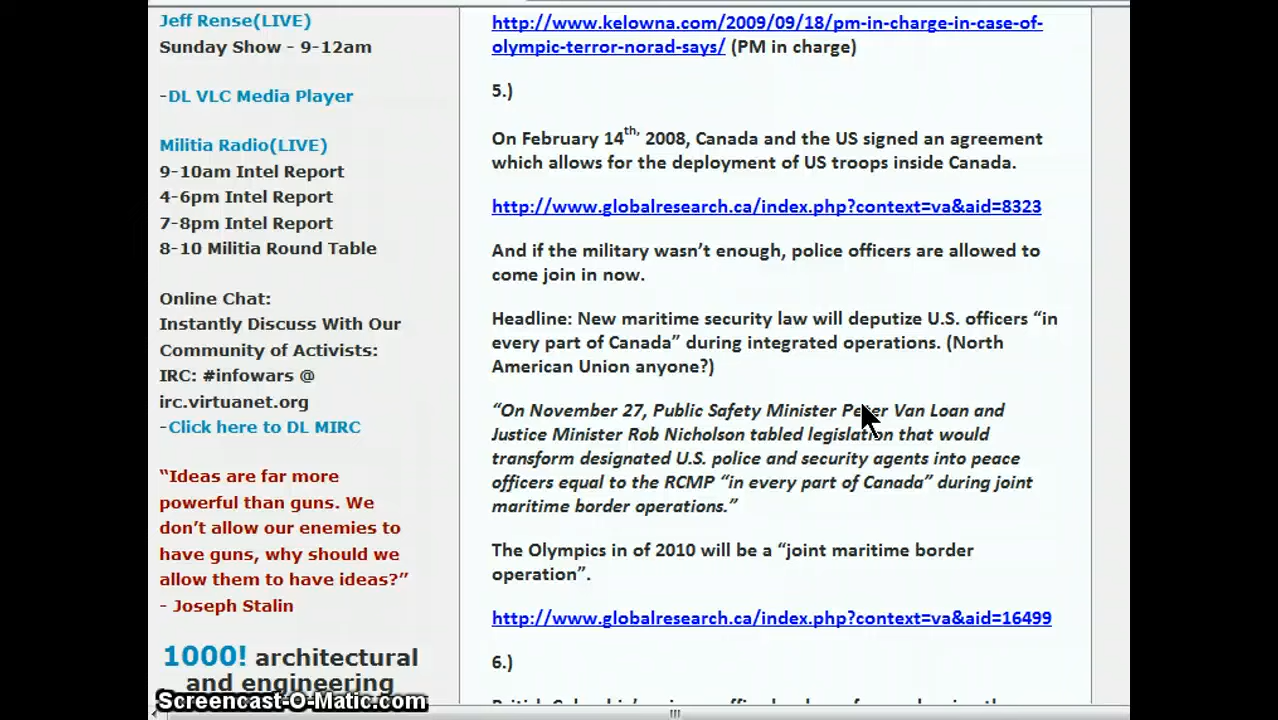 Jeff Rense(LIVE)
Sunday Show - 9-12am
-DL VLC Media Player
Militia Radio(LIVE)
9-10am Intel Report
4-6pm Intel Report
7-8pm Intel Report
8-10 Militia Round Table
Online Chat:
Instantly Discuss With Our
Community of Activists:
IRC: #infowars @
irc.virtuanet.org
-Click here to DL MIRC
“Ideas are far more
powerful than guns. We
don’t allow our enemies to
have guns, why should we
allow them to have ideas?”
- Joseph Stalin
1000! architectural
and engineering
http://www.kelowna.com/2009/09/18/pm-in-charge-in-case-of-
olympic-terror-norad-says/ (PM in charge)
5.)
On February 14th, 2008, Canada and the US signed an agreement
which allows for the deployment of US troops inside Canada.
http://www.globalresearch.ca/index.php?context=va&aid=8323
And if the military wasn’t enough, police officers are allowed to
come join in now.
Headline: New maritime security law will deputize U.S. officers “in
every part of Canada” during integrated operations. (North
American Union anyone?)
“On November 27, Public Safety Minister Peter Van Loan and
Justice Minister Rob Nicholson tabled legislation that would
transform designated U.S. police and security agents into peace
officers equal to the RCMP “in every part of Canada” during joint
maritime border operations.”
The Olympics in of 2010 will be a “joint maritime border
operation”.
http://www.globalresearch.ca/index.php?context=va&aid=16499
6.)
Screencast-O-Matic.com